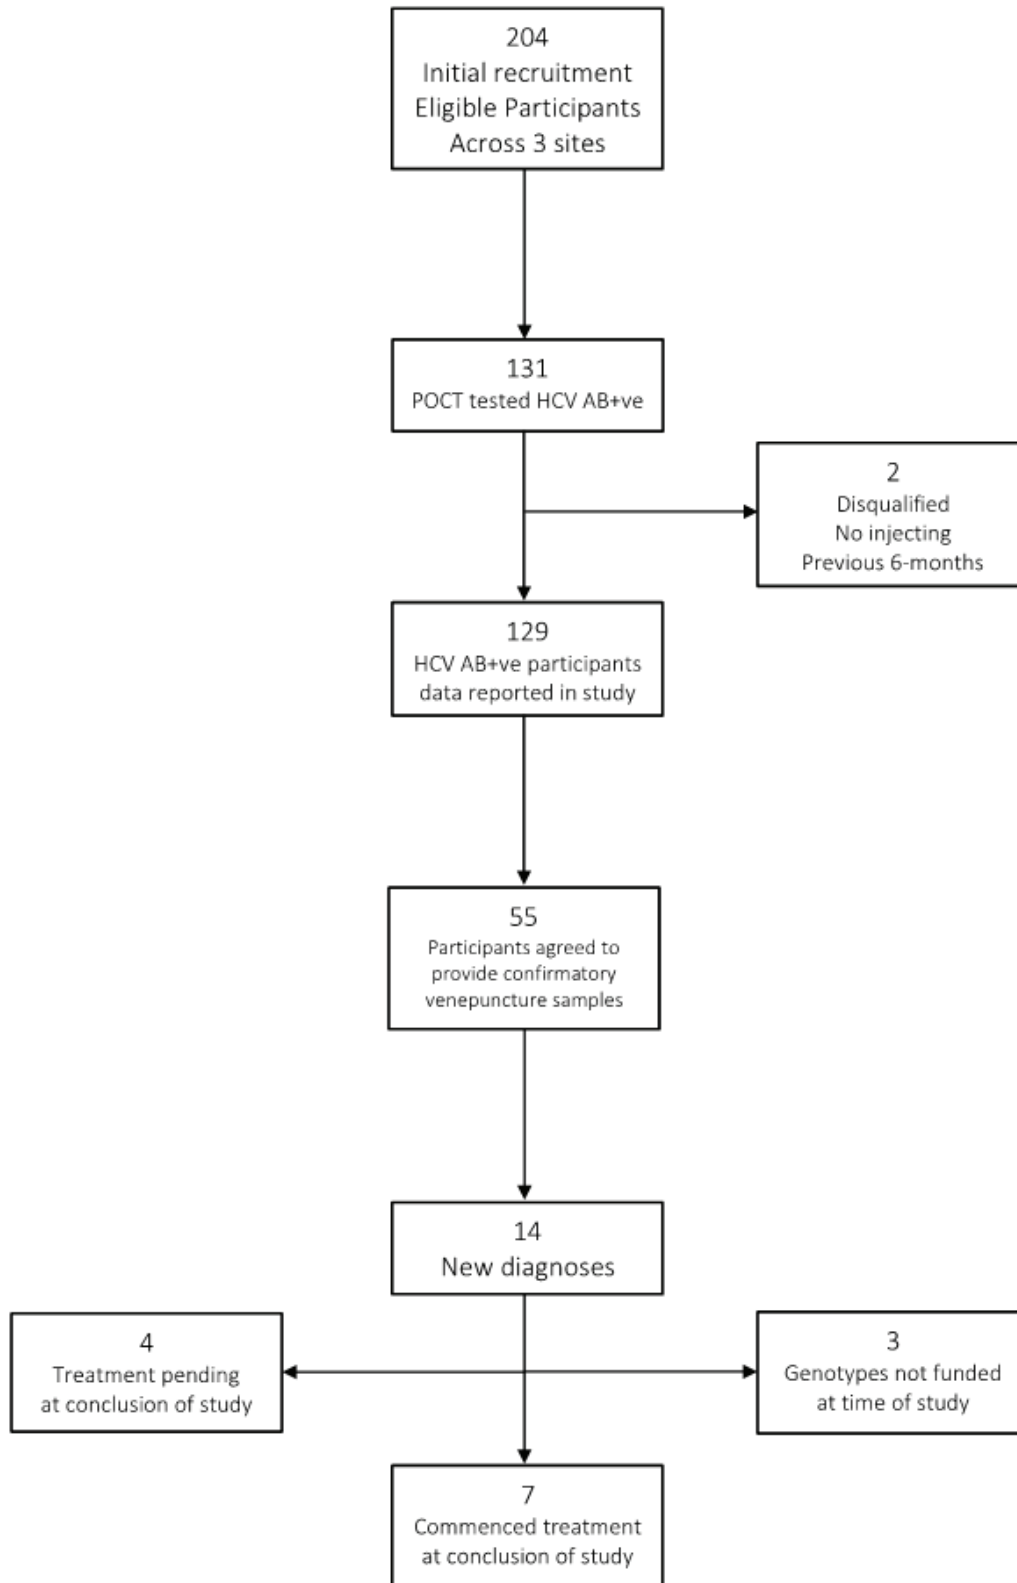 204
Initial recruitment
Eligible Participants
Across 3 sites
131
POCT tested HCV AB+ve
2
Disqualified
No injecting
Previous 6-months
129
HCV AB+ve participants
data reported in study
55
Participants agreed to
provide confirmatory
venepuncture samples
14
New diagnoses
4
Treatment pending
at conclusion of study
3
Genotypes not funded
at time of study
7
Commenced treatment
at conclusion of study